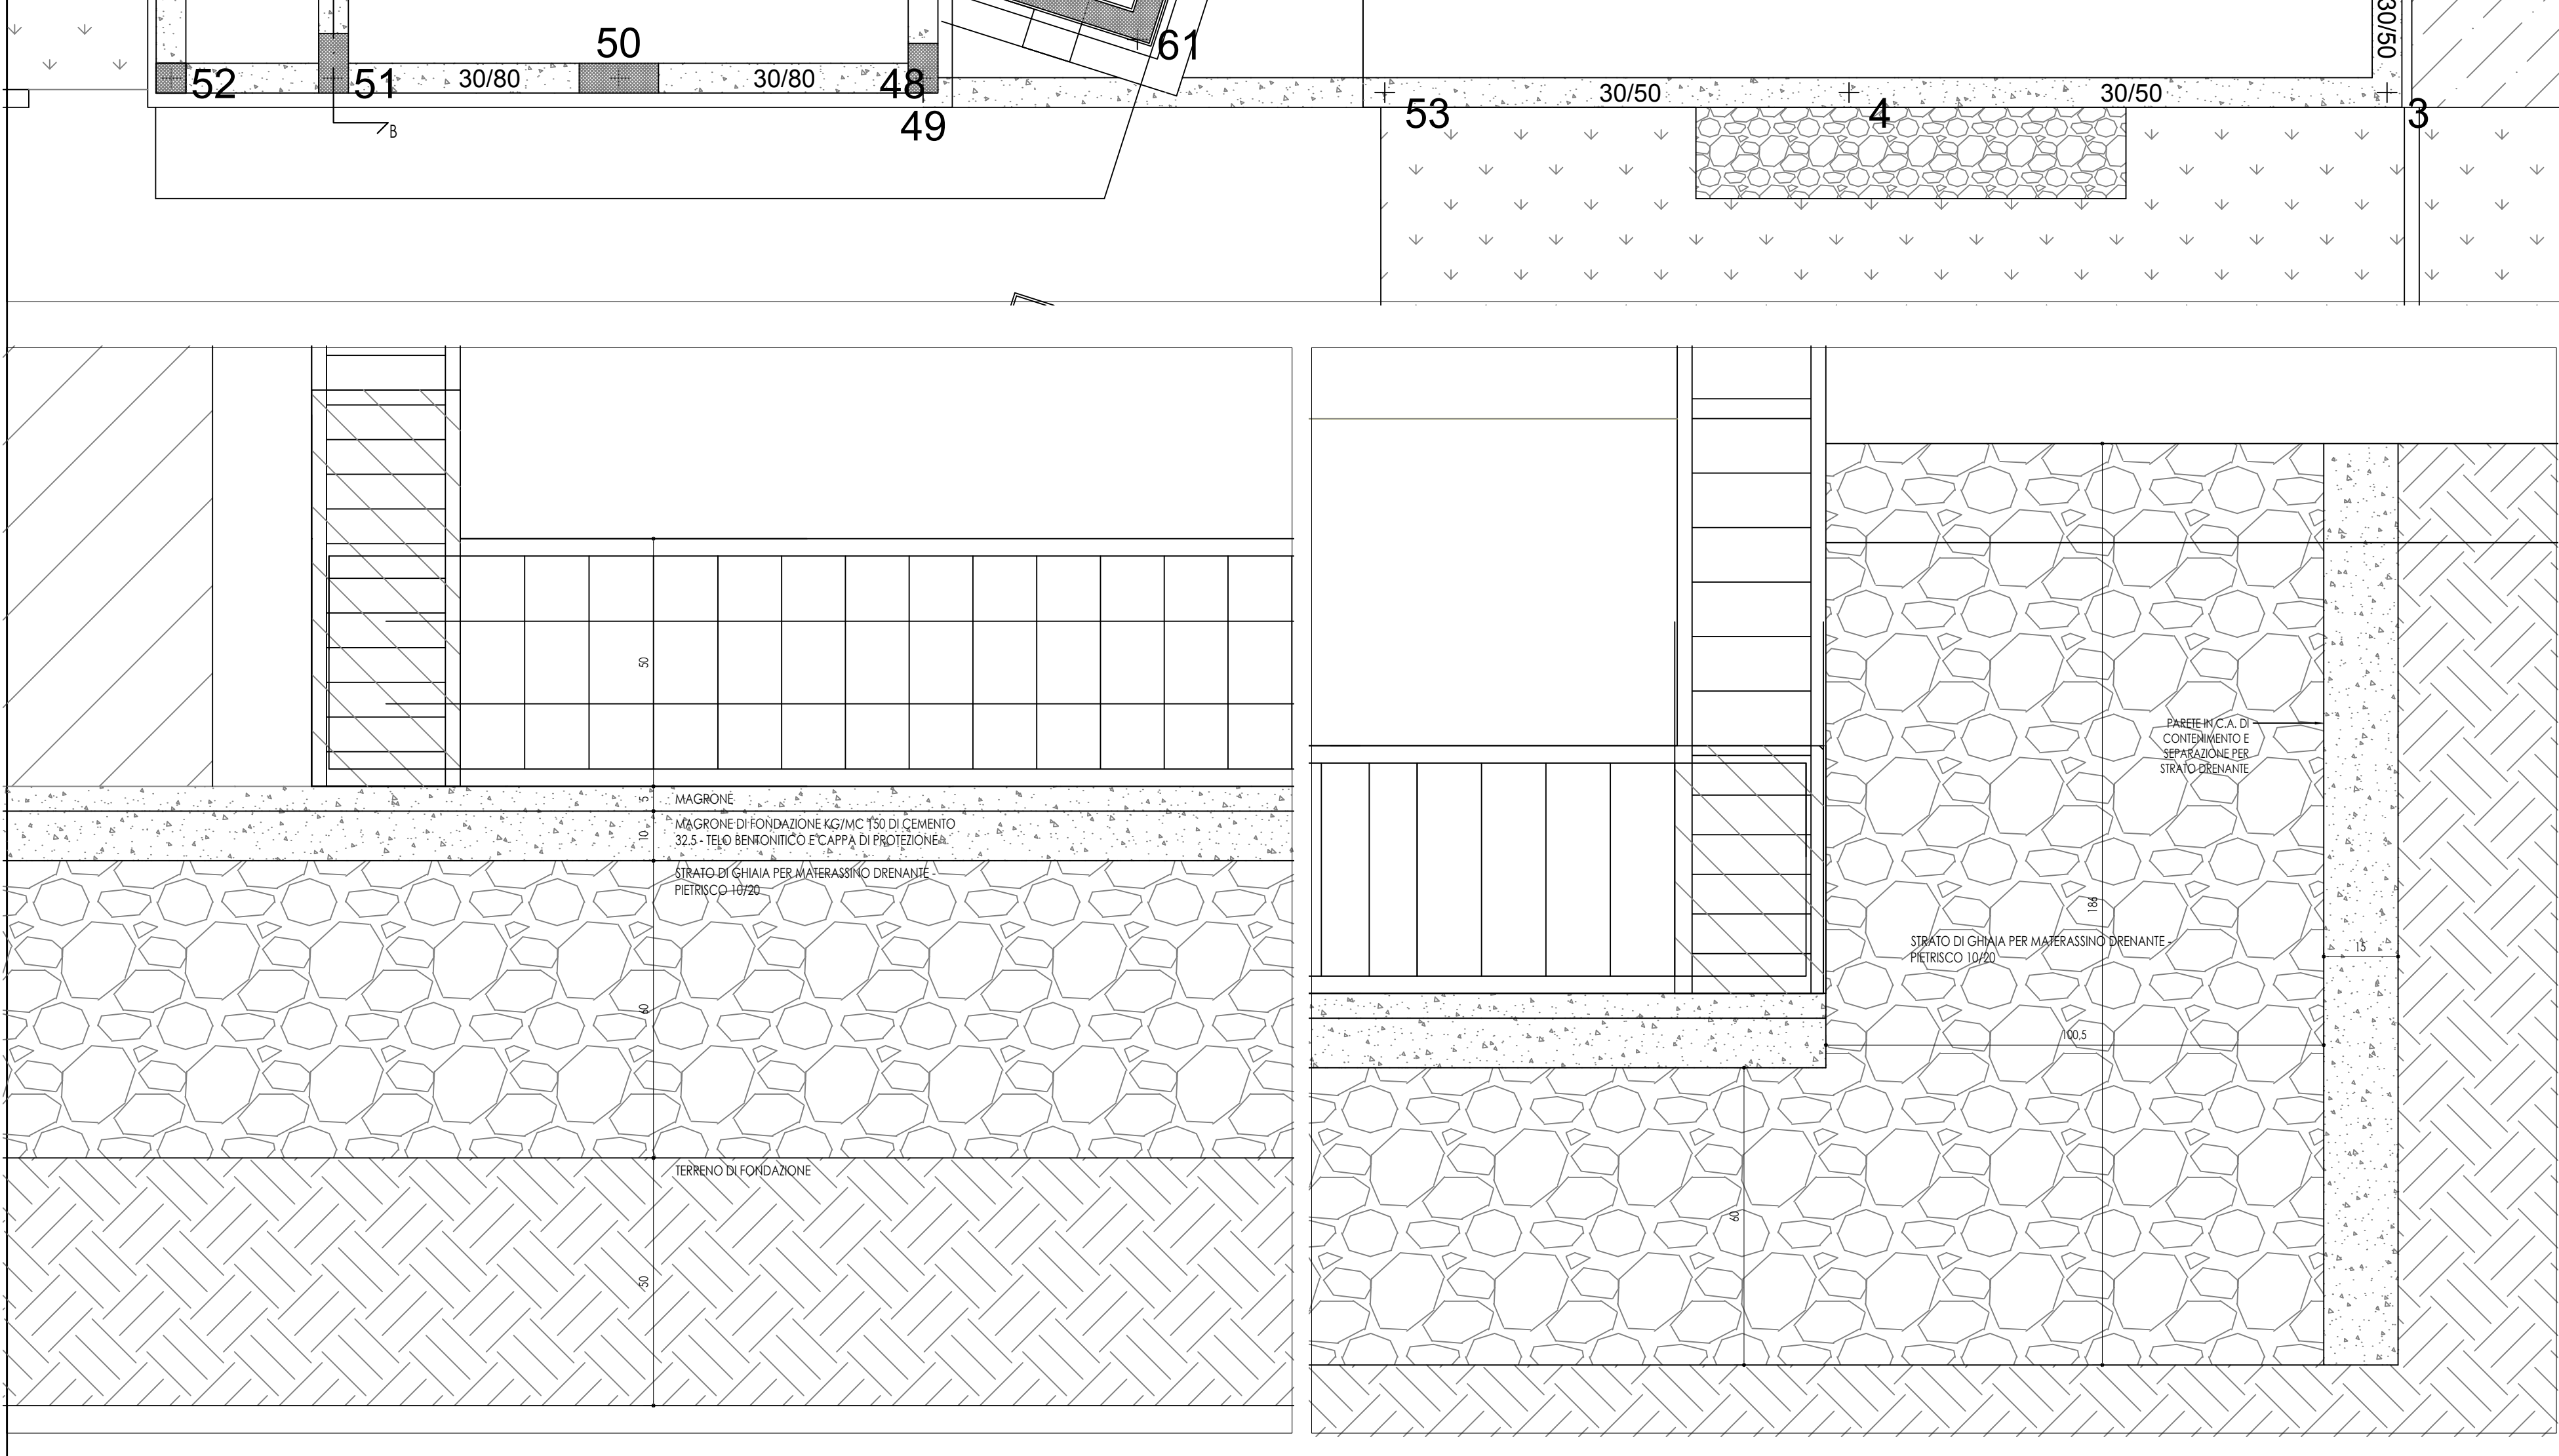 30/50
50
61
52
51
30/80
30/80
48
30/50
30/50
53
4
3
49
B
50
5
MAGRONE
10
MAGRONE DI FONDAZIONE KG/MC 150 DI CEMENTO
32.5 - TELO BENTONITICO E CAPPA DI PROTEZIONE
STRATO DI GHIAIA PER MATERASSINO DRENANTE -
PIETRISCO 10/20
60
TERRENO DI FONDAZIONE
50
PARETE IN C.A. DI
CONTENIMENTO E
SEPARAZIONE PER
STRATO DRENANTE
186
STRATO DI GHIAIA PER MATERASSINO DRENANTE -
PIETRISCO 10/20
15
100,5
60